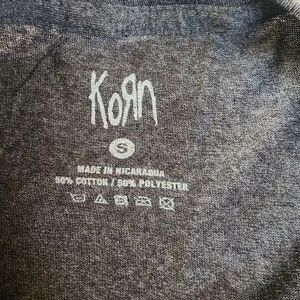 KoЯn
S
MADE IN NICARAGUA
50% COTTON / 50% POLYESTER